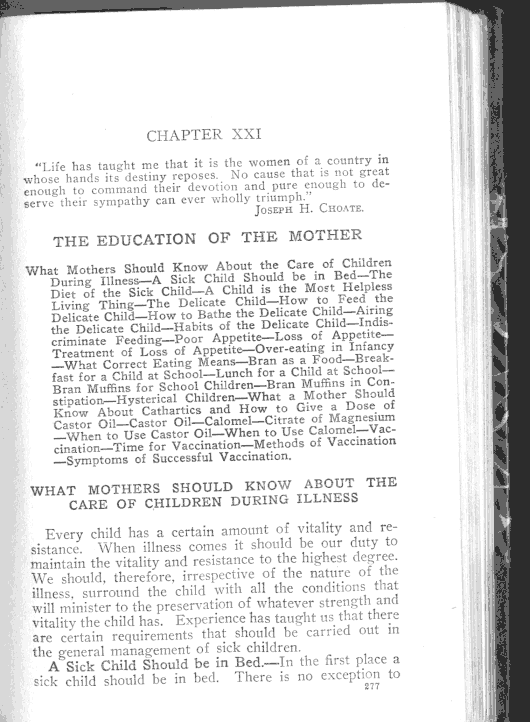 CHAPTER XXI
"Life has taught me that it is the women of a country in
whose hands its destiny reposes. No cause that is not great
enough to command their devotion and pure enough to de-
serve their sympathy can ever wholly triumph."
JOSEPH H. CHOATE.
THE EDUCATION OF THE MOTHER
What Mothers Should Know About the Care of Children
During Illness—A Sick Child Should be in Bed—The
Diet of the Sick Child—A Child is the Most Helpless
Living Thing—The Delicate Child—How to Feed the
Delicate Child—How to Bathe the Delicate Child—Airing
the Delicate Child—Habits of the Delicate Child—Indis-
criminate Feeding—Poor Appetite—Loss of Appetite—
Treatment of Loss of Appetite—Over-eating in Infancy
—What Correct Eating Means—Bran as a Food—Break-
fast for a Child at School—Lunch for a Child at School—
Bran Muffins for School Children—Bran Muffins in Con-
stipation—Hysterical Children—What a Mother Should
Know About Cathartics and How to Give a Dose of
Castor Oil—Castor Oil—Calomel—Citrate of Magnesium
—When to Use Castor Oil—When to Use Calomel—Vac-
cination—Time for Vaccination—Methods of Vaccination
—Symptoms of Successful Vaccination.
WHAT MOTHERS SHOULD KNOW ABOUT THE
CARE OF CHILDREN DURING ILLNESS
Every child has a certain amount of vitality and re-
sistance. When illness comes it should be our duty to
maintain the vitality and resistance to the highest degree.
We should, therefore, irrespective of the nature of the
illness, surround the child with all the conditions that
will minister to the preservation of whatever strength and
vitality the child has. Experience has taught us that there
are certain requirements that should be carried out in
the general management of sick children.
A Sick Child Should be in Bed.—In the first place a
sick child should be in bed. There is no exception to
277